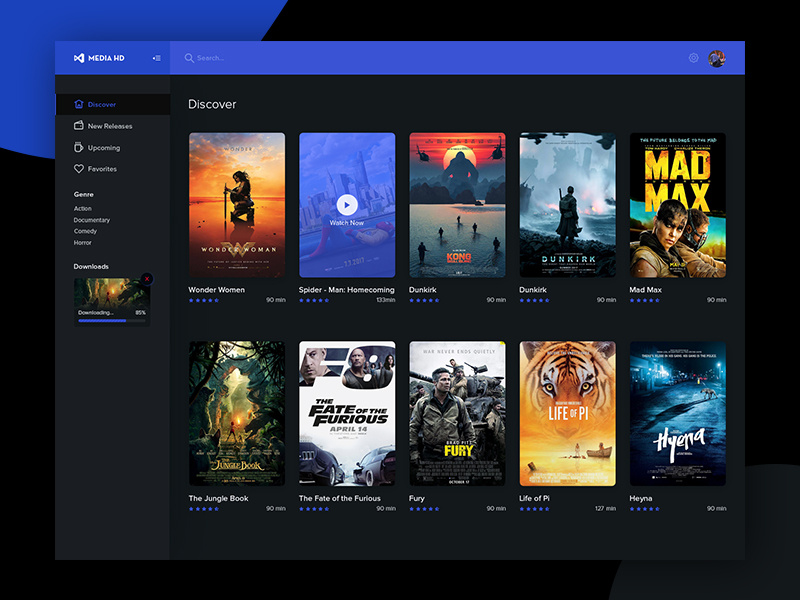 MEDIA HD
Search...
Discover
New Releases
Upcoming
Favorites
Genre
Action
Documentary
Comedy
Horror
Downloads
Downloading...
85%
Discover
WONDER
WONDER WOMAN
Wonder Women
90 min
Watch Now
Spider - Man: Homecoming
133min
KONG
Dunkirk
90 min
DUNKIRK
Dunkirk
90 min
THE FUTURE BELONGS TO THE MAD
TOM HARDY CHARLIZE THERON
MAD
MAX
Mad Max
90 min
THE
JUNGLE BOOK
The Jungle Book
90 min
THE
FATE OF THE
FURIOUS
APRIL 14
The Fate of the Furious
90 min
WAR NEVER ENDS QUIETLY
BRAD PITT
FURY
OCTOBER 17
Fury
90 min
LIFE OF PI
Life of Pi
127 min
Hyena
Heyna
90 min